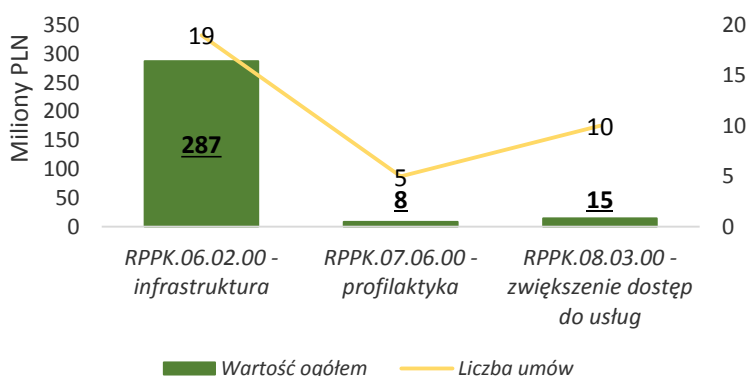 350
300
250
200
150
100
50
0
Miliony PLN
20
15
10
5
0
19
5
10
287
8
15
RPPK.06.02.00 -
infrastruktura
RPPK.07.06.00 -
profilaktyka
RPPK.08.03.00 -
zwiększenie dostęp
do usług
Wartość ogółem
Liczba umów